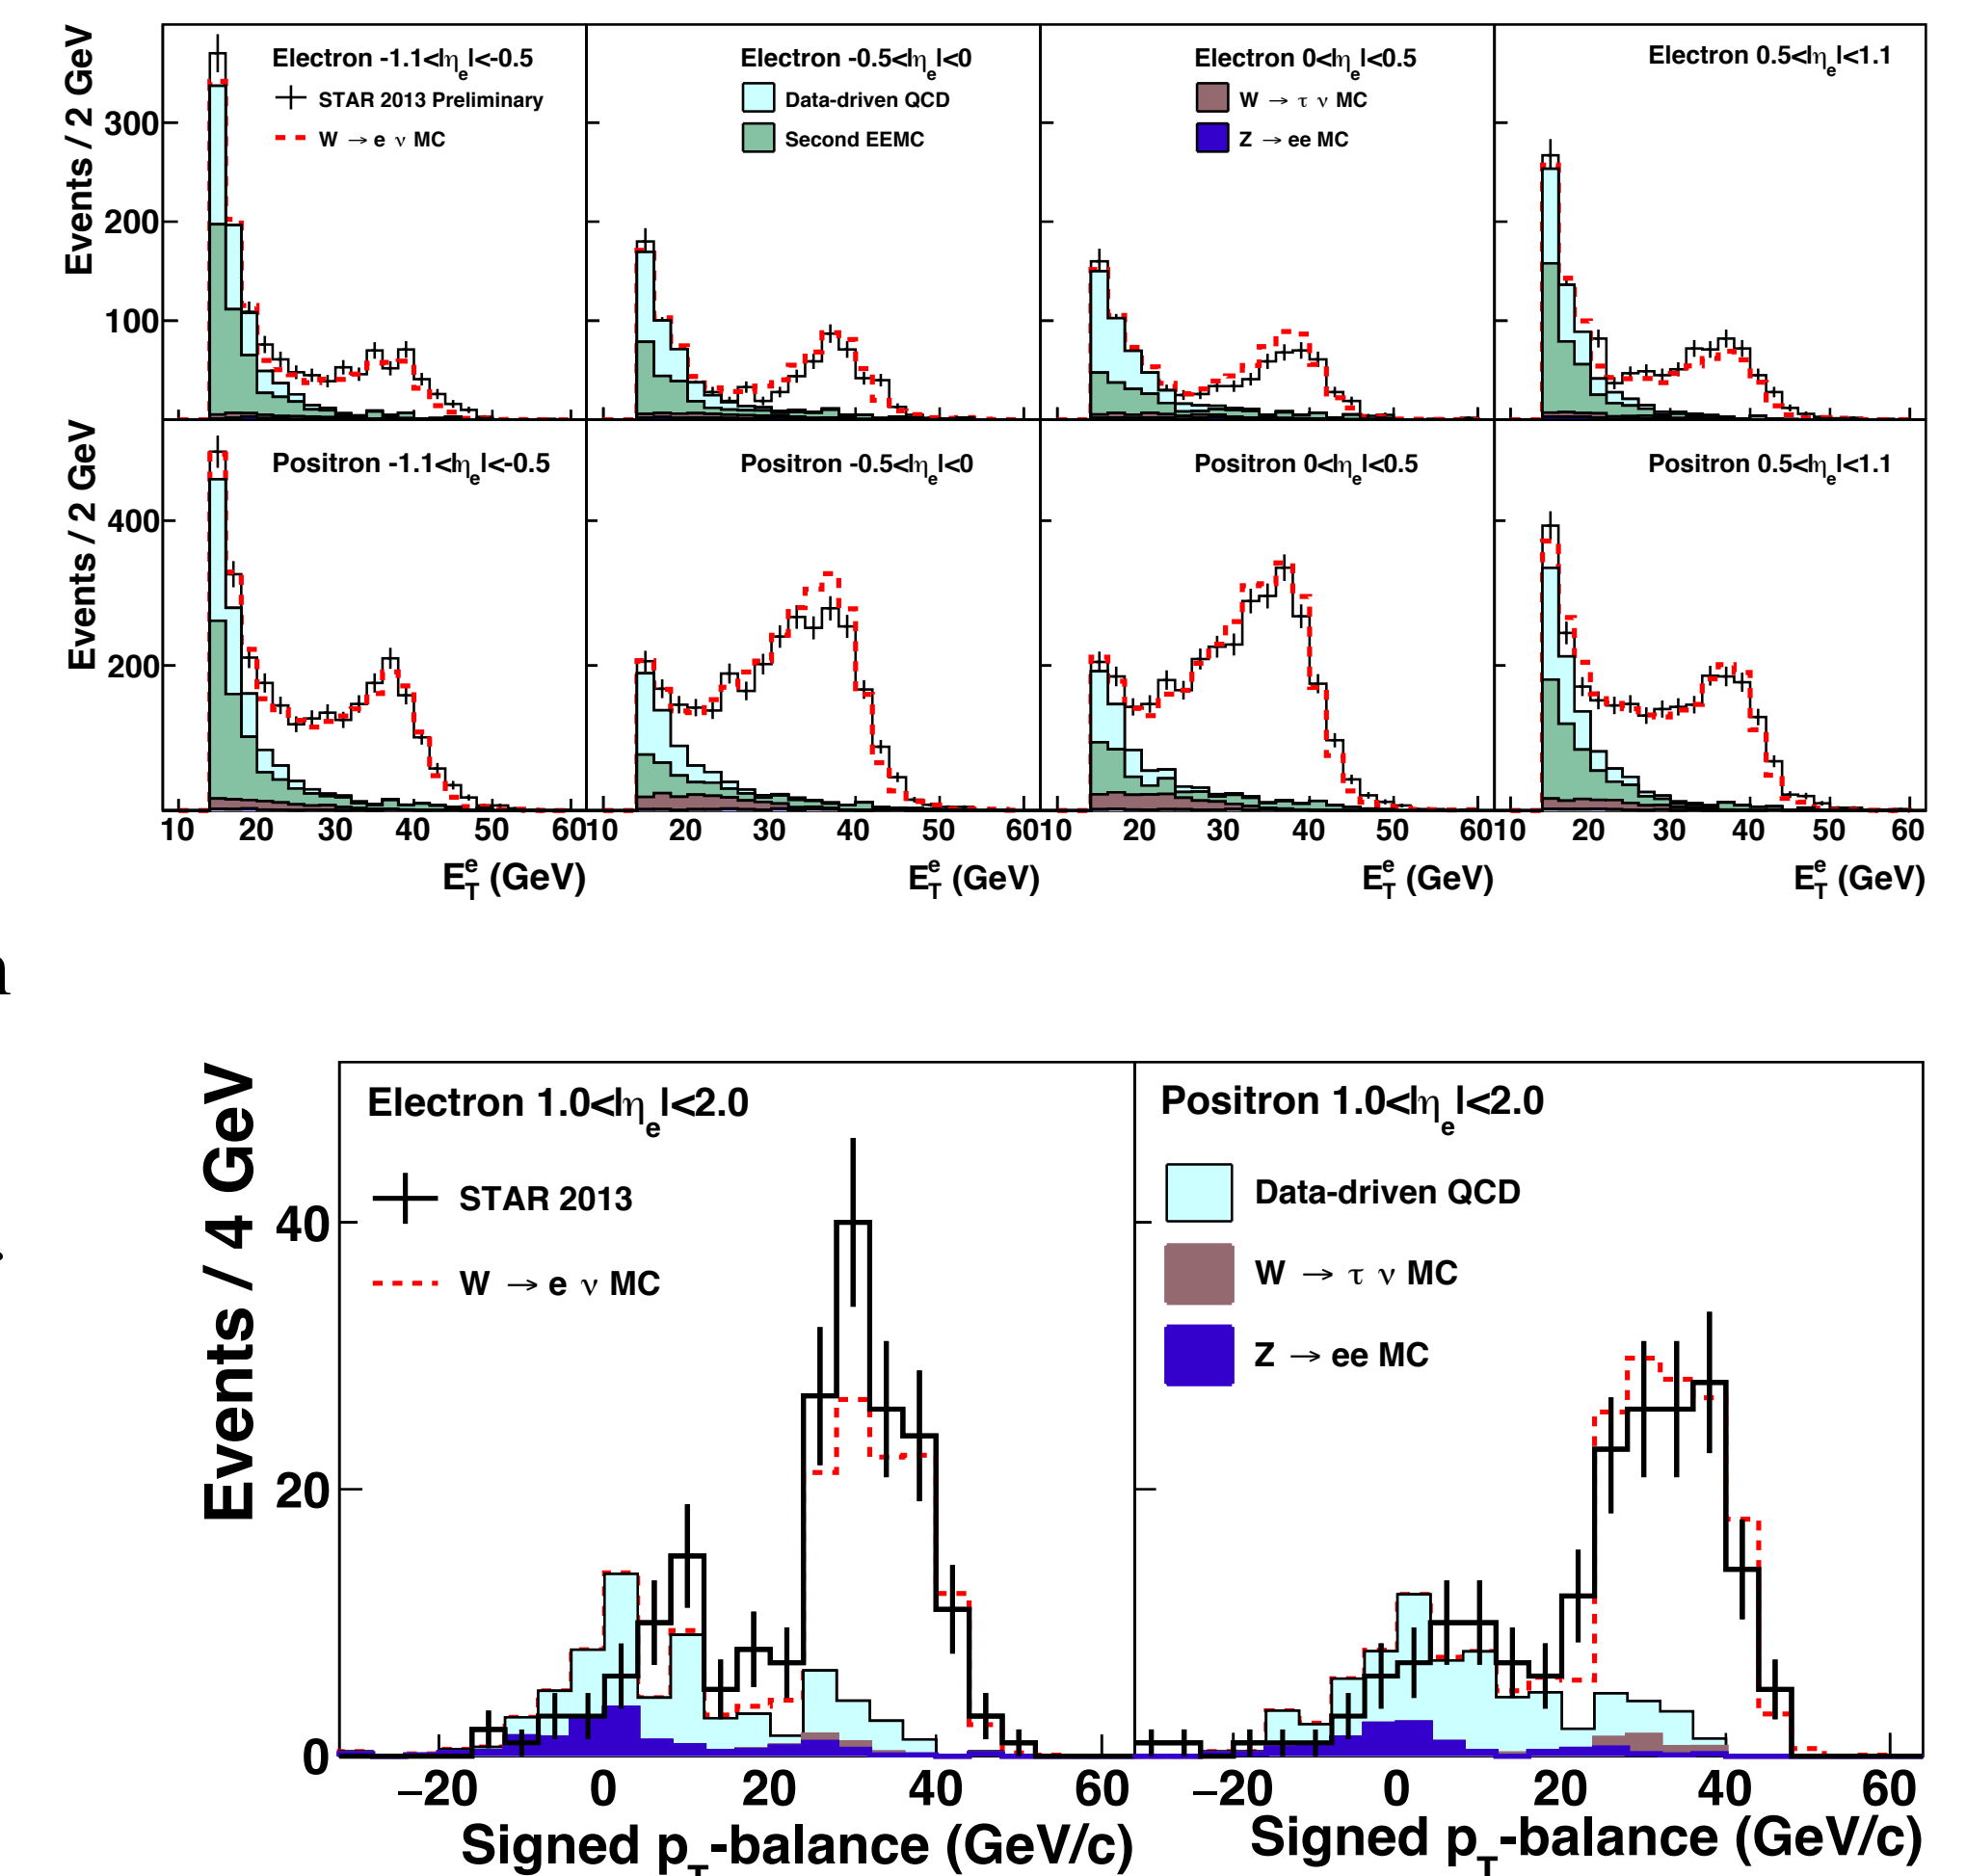 Events / 2 GeV
300
200
100
Electron -1.1<|η_e|<-0.5
STAR 2013 Preliminary
W → e ν MC
Electron -0.5<|η_e|<0
Data-driven QCD
Second EEMC
Electron 0<|η_e|<0.5
W → τ ν MC
Z → ee MC
Electron 0.5<|η_e|<1.1
Events / 2 GeV
400
200
Positron -1.1<|η_e|<-0.5
Positron -0.5<|η_e|<0
Positron 0<|η_e|<0.5
Positron 0.5<|η_e|<1.1
10 20 30 40 50 60 10 20 30 40 50 60 10 20 30 40 50 60 10 20 30 40 50 60
E_T^e (GeV) E_T^e (GeV) E_T^e (GeV) E_T^e (GeV)
n
.
Events / 4 GeV
40
20
0
Electron 1.0<|η_e|<2.0
STAR 2013
W → e ν MC
Positron 1.0<|η_e|<2.0
Data-driven QCD
W → τ ν MC
Z → ee MC
−20 0 20 40 60 −20 0 20 40 60
Signed p_T-balance (GeV/c) Signed p_T-balance (GeV/c)